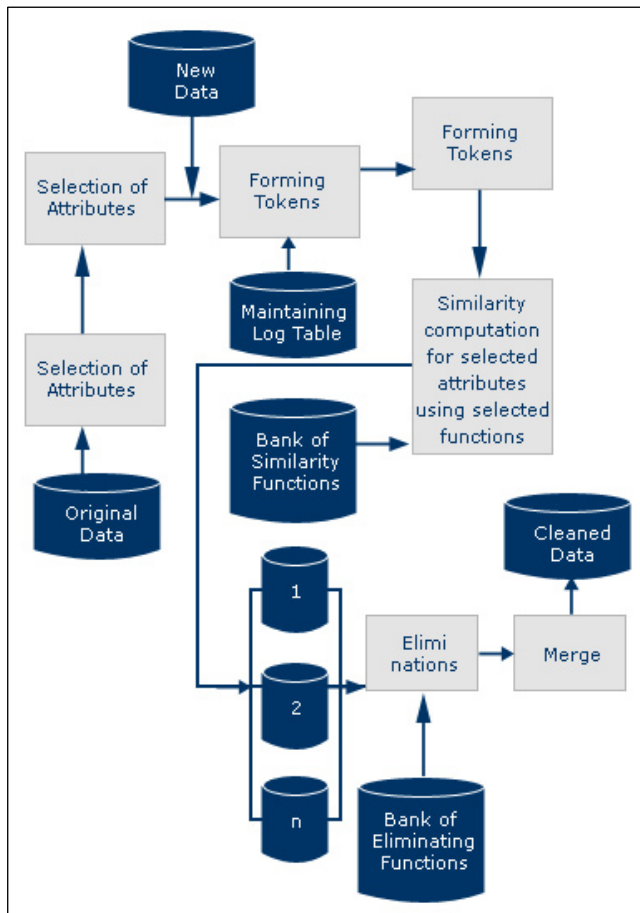 New
Data
Forming
Tokens
Selection of
Attributes
Forming
Tokens
Maintaining
Log Table
Similarity
computation
for selected
attributes
using selected
functions
Selection of
Attributes
Bank of
Similarity
Functions
Original
Data
Cleaned
Data
1
Elimi
nations
Merge
2
n
Bank of
Eliminating
Functions